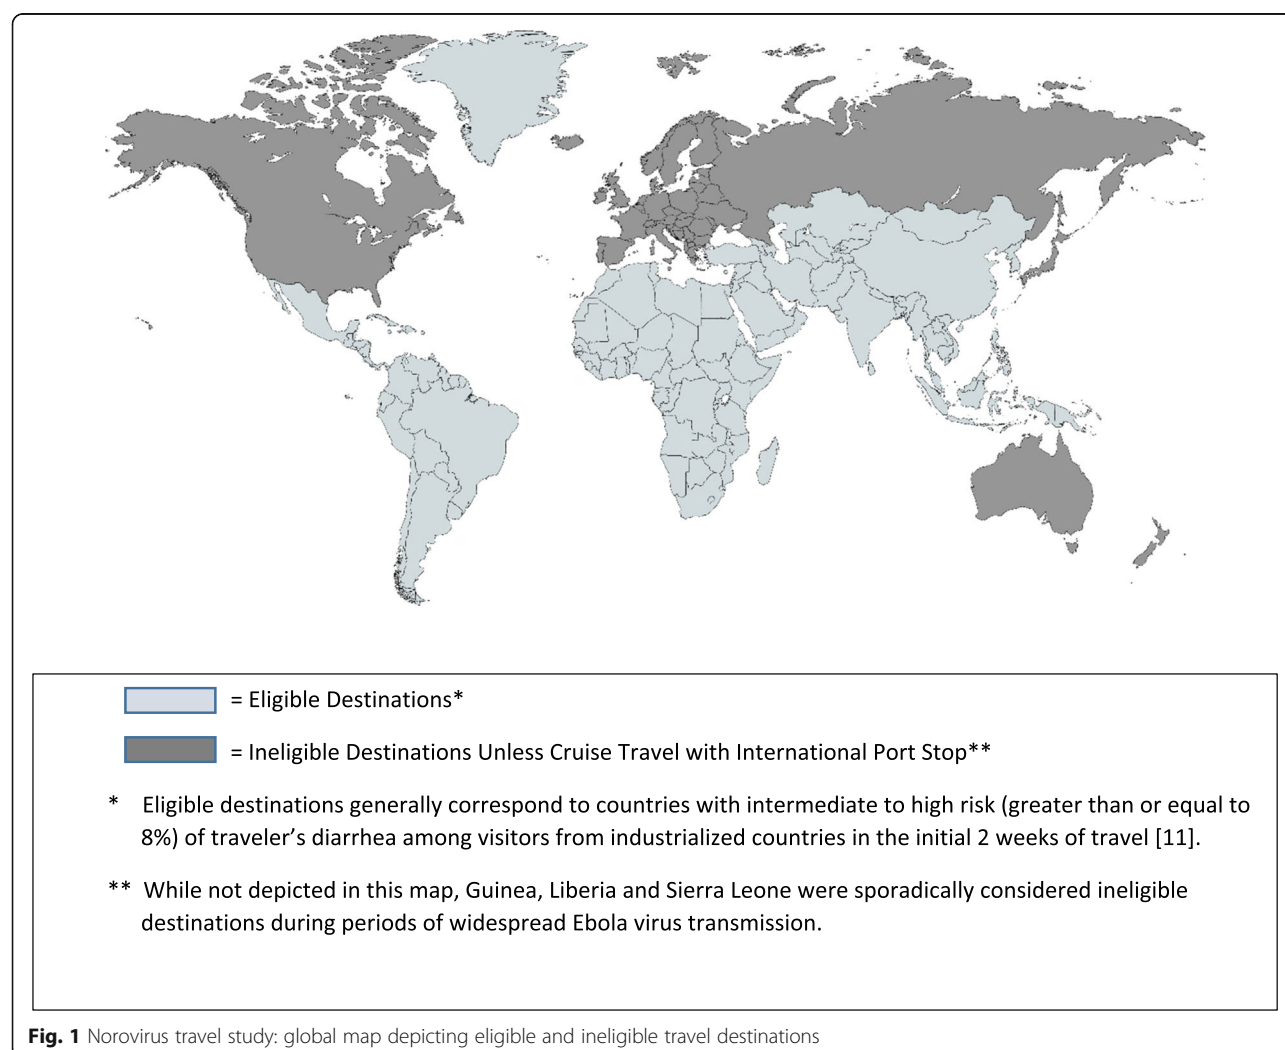 = Eligible Destinations*
= Ineligible Destinations Unless Cruise Travel with International Port Stop**
* Eligible destinations generally correspond to countries with intermediate to high risk (greater than or equal to
8%) of traveler’s diarrhea among visitors from industrialized countries in the initial 2 weeks of travel [11].
** While not depicted in this map, Guinea, Liberia and Sierra Leone were sporadically considered ineligible
destinations during periods of widespread Ebola virus transmission.
Fig. 1 Norovirus travel study: global map depicting eligible and ineligible travel destinations